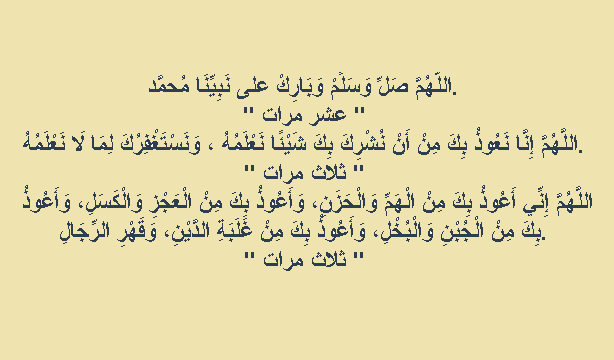 اللَّهُمَّ صَلِّ وَسَلِّمْ وَبَارِكْ على نَبِيِّنَا مُحمَّد.
" عشر مرات "
اللَّهُمَّ إِنَّا نَعُوذُ بِكَ مِنْ أَنْ نُشْرِكَ بِكَ شَيْئًا نَعْلَمُهُ ، وَنَسْتَغْفِرُكَ لِمَا لَا نَعْلَمُهُ.
" ثلاث مرات "
اللَّهُمَّ إِنِّي أَعُوذُ بِكَ مِنْ الْهَمِّ وَالْحَزَنِ، وَأَعُوذُ بِكَ مِنْ الْعَجْزِ وَالْكَسَلِ، وَأَعُوذُ
بِكَ مِنْ الْجُبْنِ وَالْبُخْلِ، وَأَعُوذُ بِكَ مِنْ غَلَبَةِ الدَّيْنِ، وَقَهْرِ الرِّجَالِ.
" ثلاث مرات "